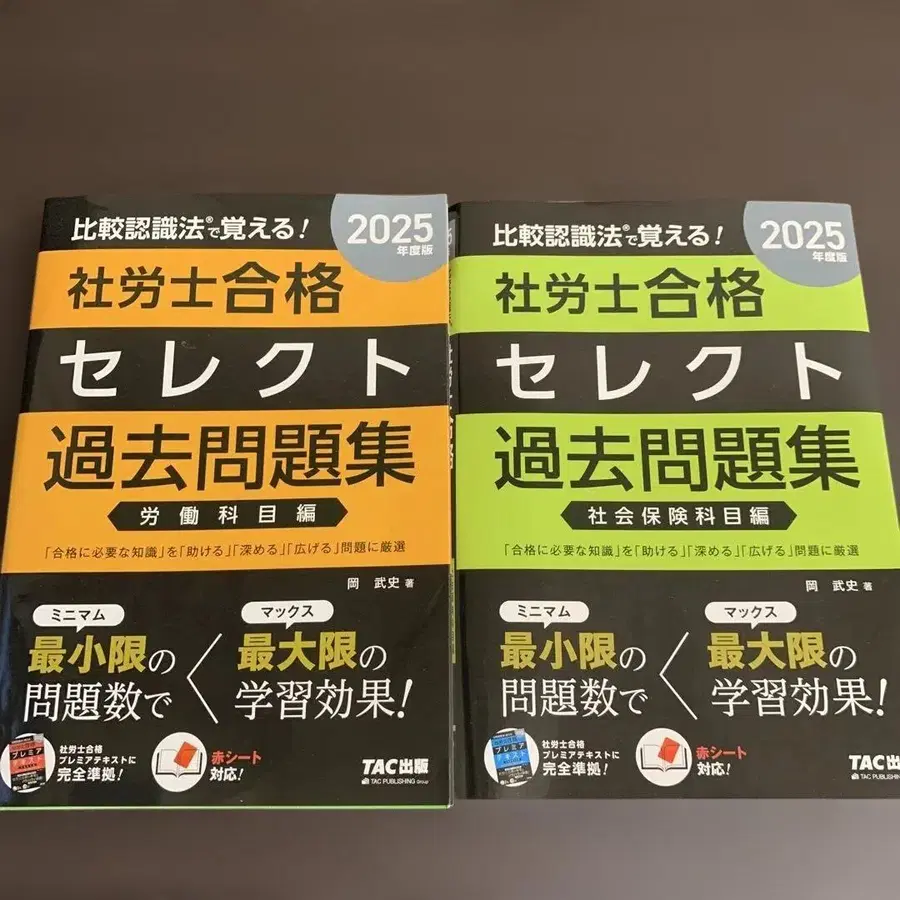 比較認識法®で覚える!
2025
年度版
社労士合格
セレクト
過去問題集
労働科目編
「合格に必要な知識」を「助ける」「深める」「広げる」問題に厳選
岡 武史 著
ミニマム
最小限の
問題数で
マックス
最大限の
学習効果!
社労士合格
プレミアテキストに
完全準拠!
赤シート
対応!
TAC出版
TAC PUBLISHING Group
比較認識法®で覚える!
2025
年度版
社労士合格
セレクト
過去問題集
社会保険科目編
「合格に必要な知識」を「助ける」「深める」「広げる」問題に厳選
岡 武史 著
ミニマム
最小限の
問題数で
マックス
最大限の
学習効果!
社労士合格
プレミアテキストに
完全準拠!
赤シート
対応!
TAC出
TAC PUBLISHING